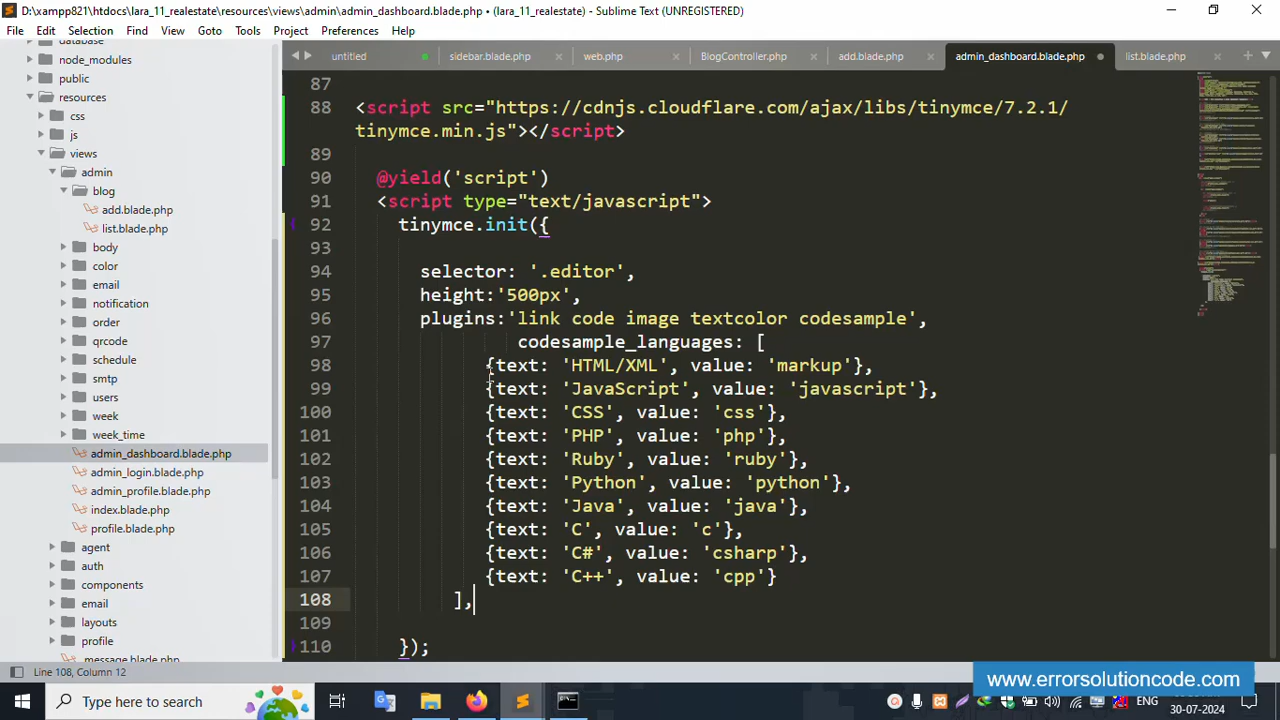 D:\xampp821\htdocs\lara_11_realestate\resources\views\admin\admin_dashboard.blade.php • (lara_11_realestate) - Sublime Text (UNREGISTERED)
File Edit Selection Find View Goto Tools Project Preferences Help
untitled sidebar.blade.php web.php BlogController.php add.blade.php admin_dashboard.blade.php list.blade.php
database
node_modules
public
resources
css
js
views
admin
blog
add.blade.php
list.blade.php
body
color
email
notification
order
qrcode
schedule
smtp
users
week
week_time
admin_dashboard.blade.php
admin_login.blade.php
admin_profile.blade.php
index.blade.php
profile.blade.php
agent
auth
components
email
layouts
profile
message.blade.php
87
88 <script src="https://cdnjs.cloudflare.com/ajax/libs/tinymce/7.2.1/
tinymce.min.js"></script>
89
90 @yield('script')
91 <script type="text/javascript">
92 tinymce.init({
93
94 selector: '.editor',
95 height:'500px',
96 plugins:'link code image textcolor codesample',
97 codesample_languages: [
98 {text: 'HTML/XML', value: 'markup'},
99 {text: 'JavaScript', value: 'javascript'},
100 {text: 'CSS', value: 'css'},
101 {text: 'PHP', value: 'php'},
102 {text: 'Ruby', value: 'ruby'},
103 {text: 'Python', value: 'python'},
104 {text: 'Java', value: 'java'},
105 {text: 'C', value: 'c'},
106 {text: 'C#', value: 'csharp'},
107 {text: 'C++', value: 'cpp'}
108 ],
109
110 });
Line 108, Column 12
www.errorsolutioncode.com
Type here to search
ENG
30-07-2024